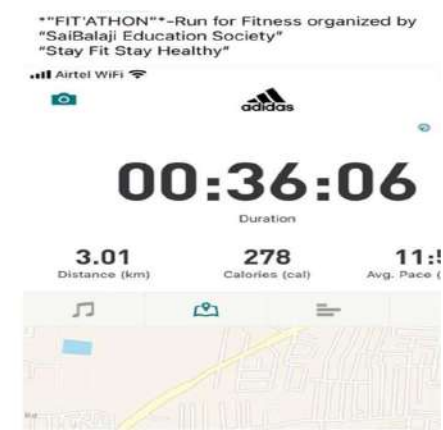 *"FIT'ATHON"*-Run for Fitness organized by
"SaiBalaji Education Society"
"Stay Fit Stay Healthy"
Airtel WiFi
adidas
00:36:06
Duration
3.01 278
Distance (km) Calories (cal) Avg. Pace (